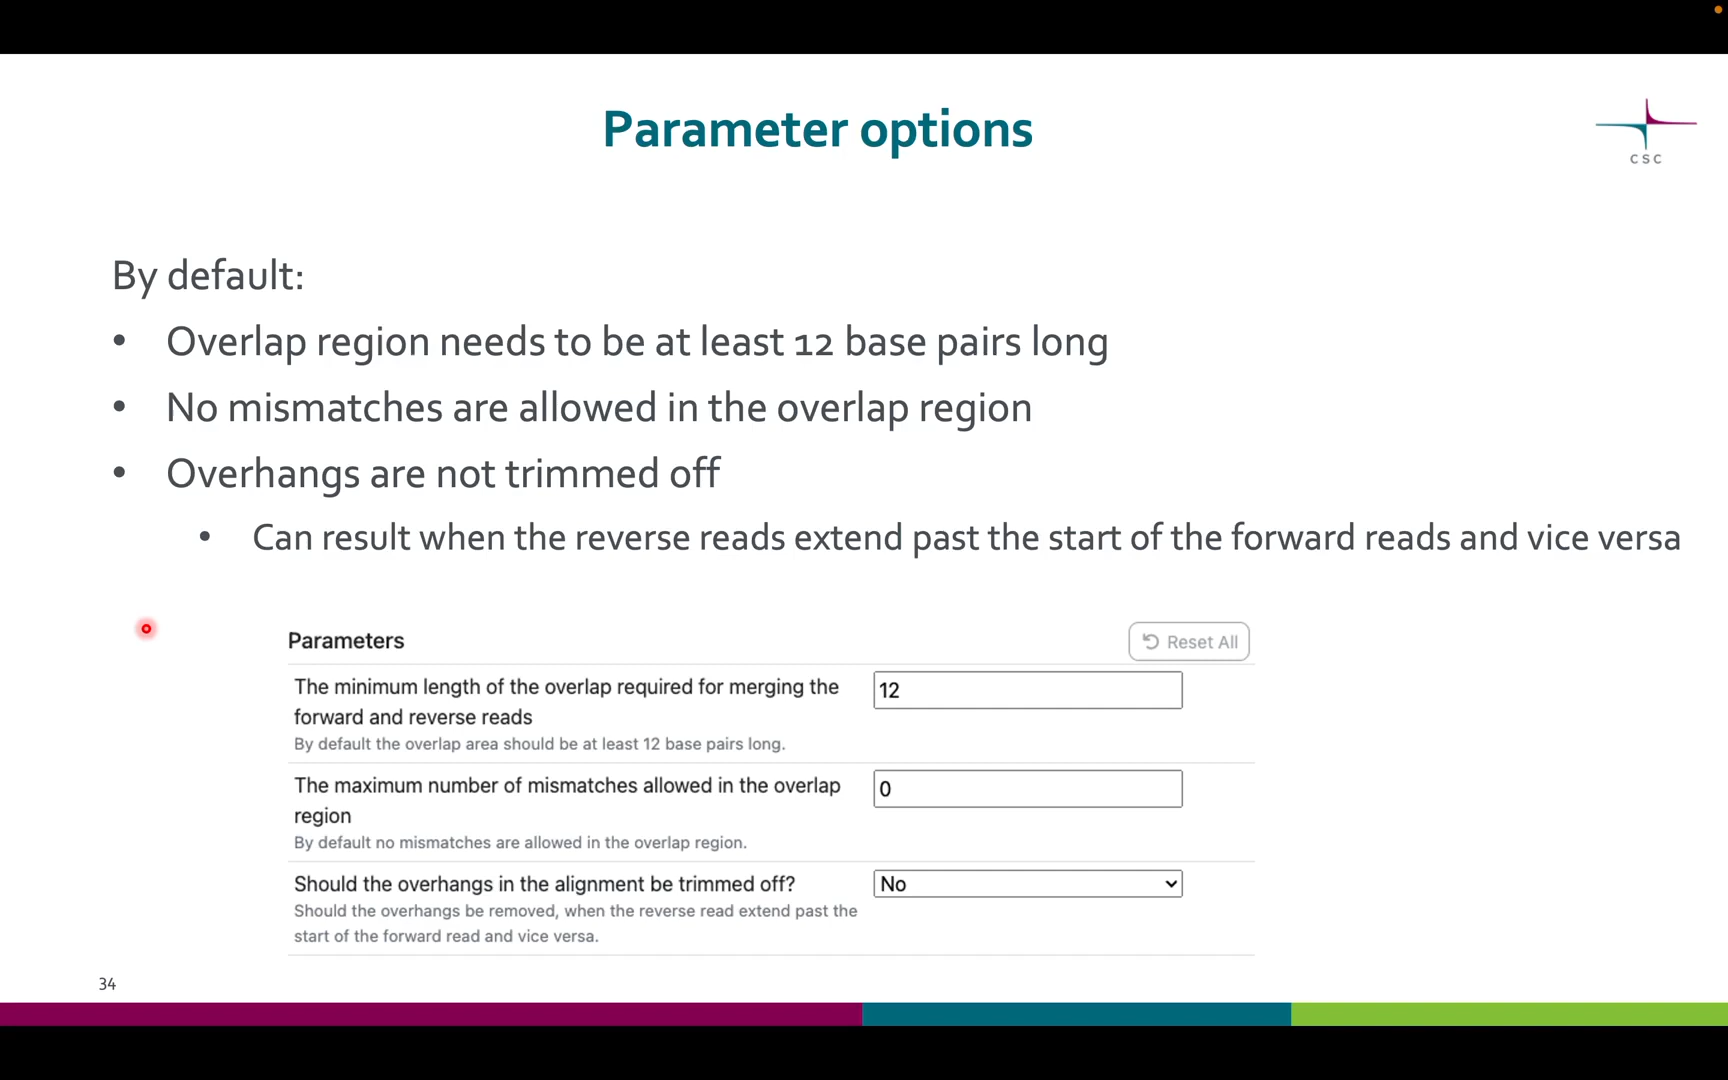 Parameter options
CSC
By default:
• Overlap region needs to be at least 12 base pairs long
• No mismatches are allowed in the overlap region
• Overhangs are not trimmed off
• Can result when the reverse reads extend past the start of the forward reads and vice versa
Parameters
Reset All
The minimum length of the overlap required for merging the
forward and reverse reads
12
By default the overlap area should be at least 12 base pairs long.
The maximum number of mismatches allowed in the overlap
region
0
By default no mismatches are allowed in the overlap region.
Should the overhangs in the alignment be trimmed off?
No
Should the overhangs be removed, when the reverse read extend past the
start of the forward read and vice versa.
34